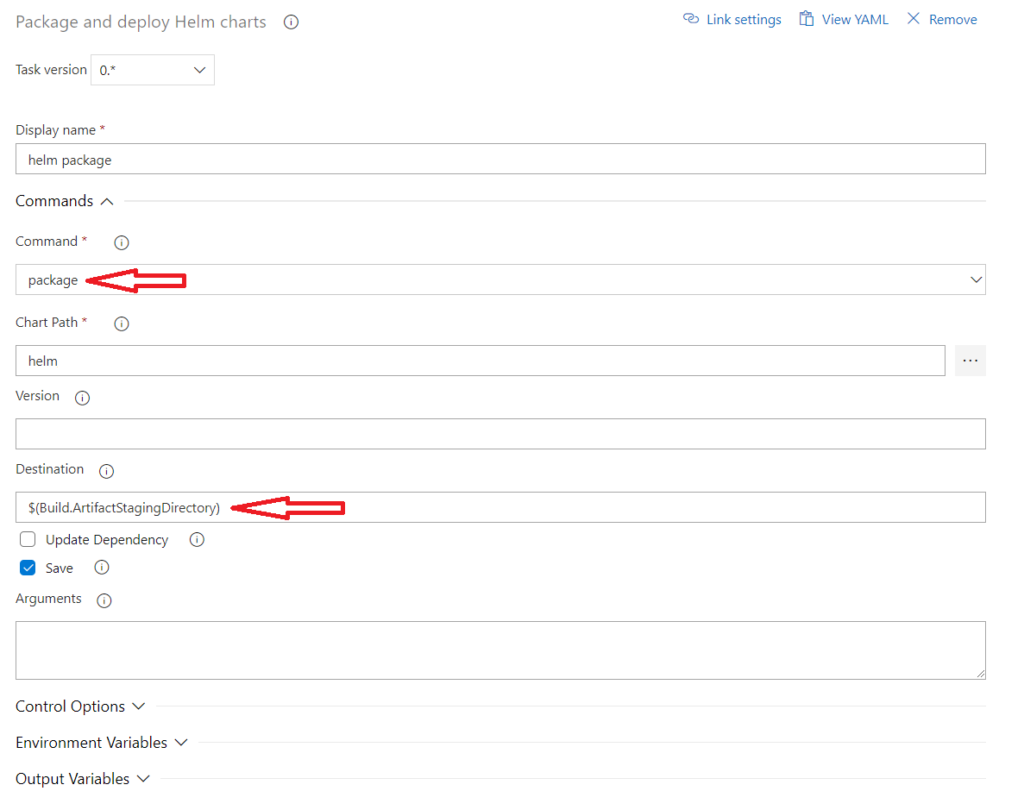 Package and deploy Helm charts
Link settings View YAML Remove
Task version 0.*
Display name *
helm package
Commands
Command *
package
Chart Path *
helm
...
Version
Destination
$(Build.ArtifactStagingDirectory)
Update Dependency
Save
Arguments
Control Options
Environment Variables
Output Variables